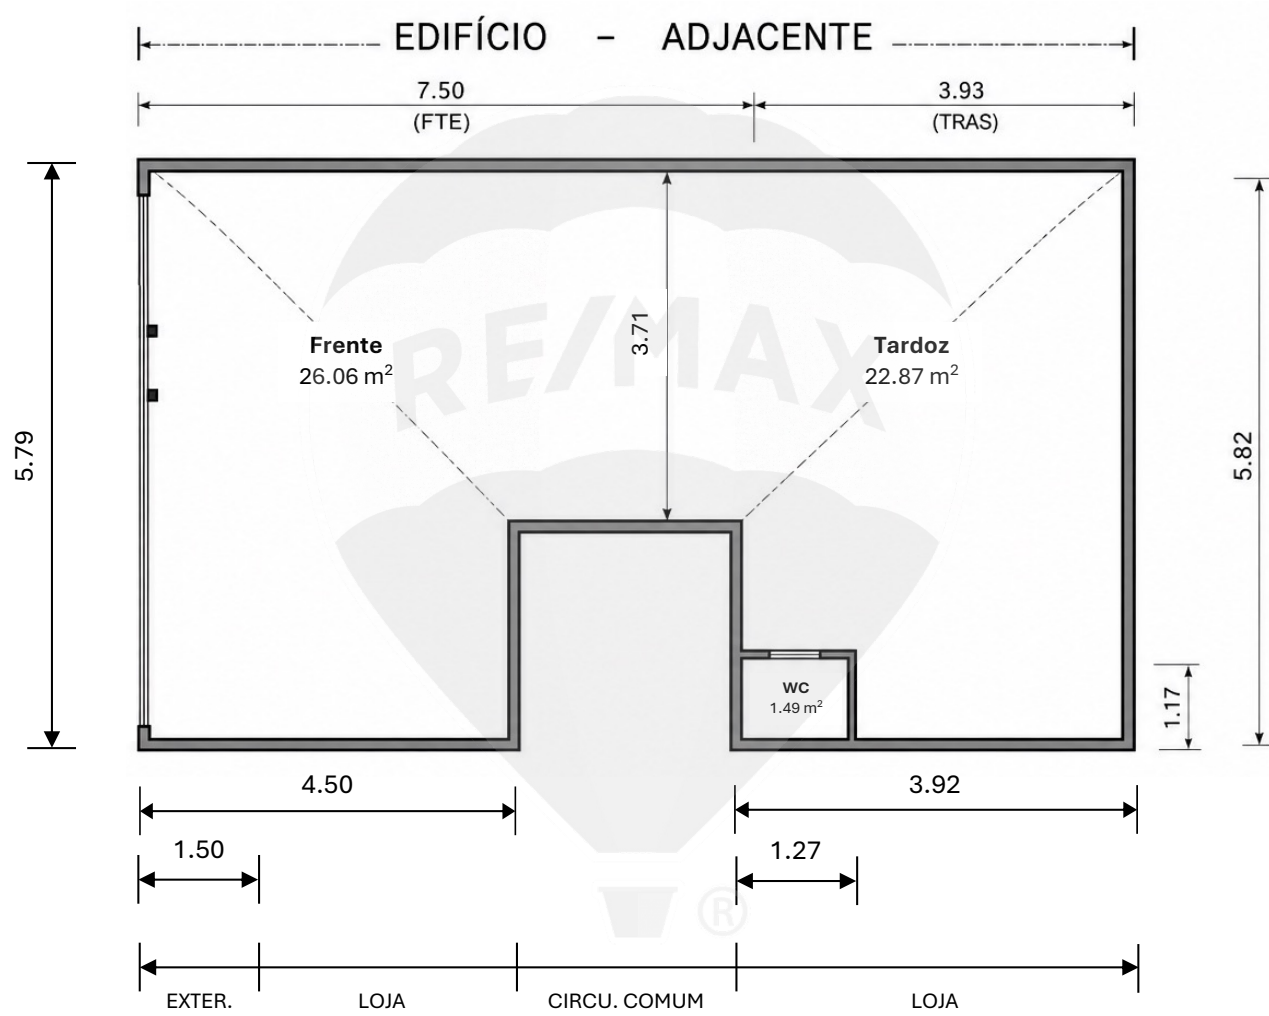 EDIFÍCIO - ADJACENTE
7.50
(FTE)
3.93
(TRAS)
RE/MAX
3.71
Frente
26.06 m²
Tardoz
22.87 m²
5.79
5.82
WC
1.49 m²
1.17
4.50
3.92
1.50
1.27
®
EXTER.
LOJA
CIRCU. COMUM
LOJA